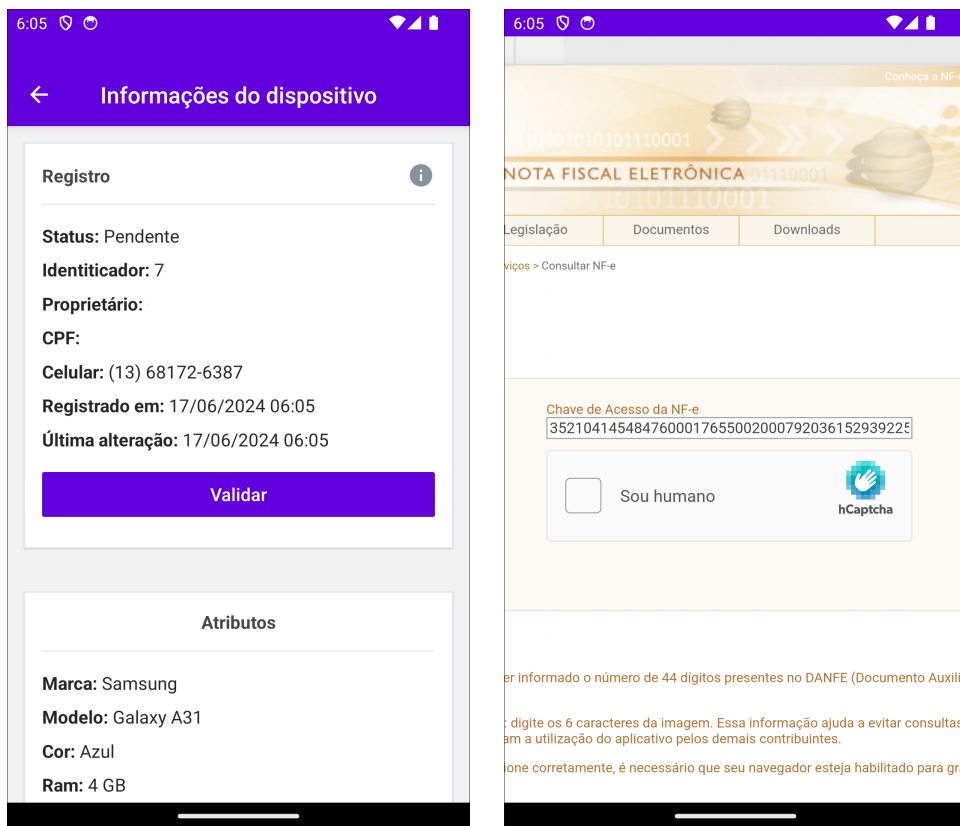 6:05
Informações do dispositivo
Registro
Status: Pendente
Identiticador: 7
Proprietário:
CPF:
Celular: (13) 68172-6387
Registrado em: 17/06/2024 06:05
Última alteração: 17/06/2024 06:05
Validar
Atributos
Marca: Samsung
Modelo: Galaxy A31
Cor: Azul
Ram: 4 GB
6:05
Conheça a NF-e
10001010101110001
NOTA FISCAL ELETRÔNICA
01110001
10101110001
Legislação Documentos Downloads
viços > Consultar NF-e
Chave de Acesso da NF-e
3521041454847600017655002000792036152939225
Sou humano
hCaptcha
er informado o número de 44 dígitos presentes no DANFE (Documento Auxili
: digite os 6 caracteres da imagem. Essa informação ajuda a evitar consultas
am a utilização do aplicativo pelos demais contribuintes.
ione corretamente, é necessário que seu navegador esteja habilitado para gra